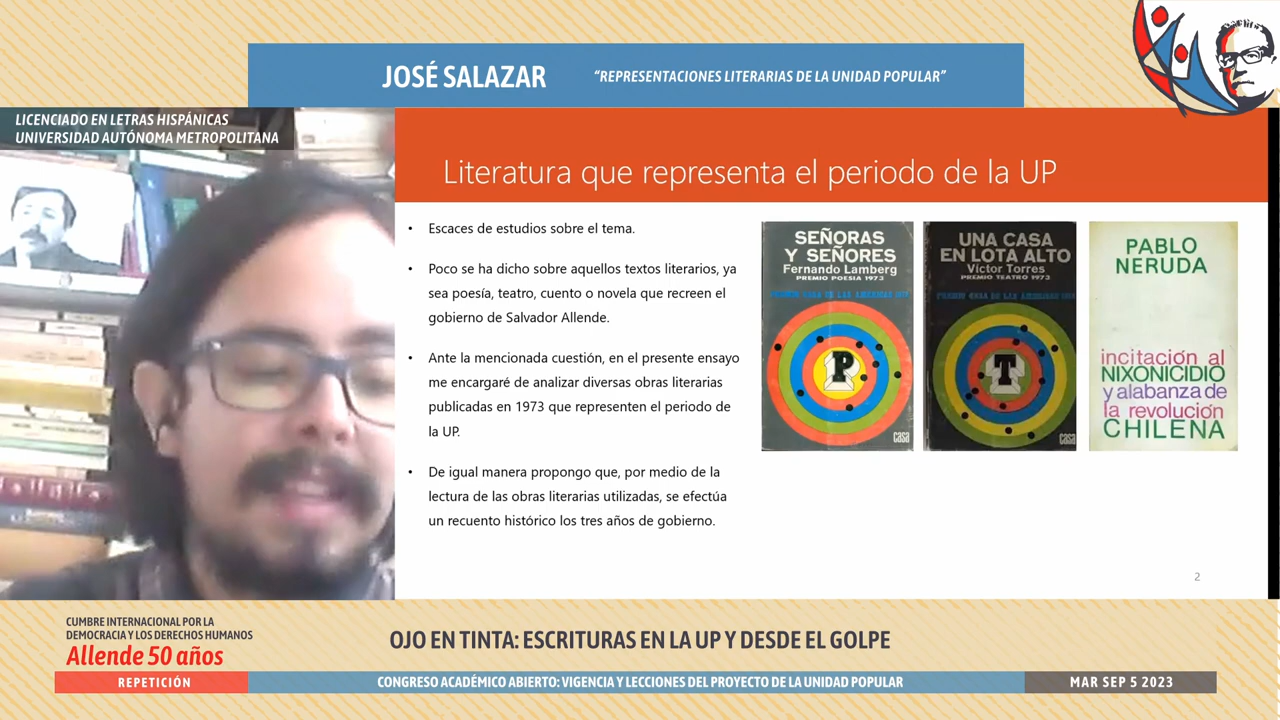 JOSÉ SALAZAR
“REPRESENTACIONES LITERARIAS DE LA UNIDAD POPULAR”
LICENCIADO EN LETRAS HISPÁNICAS
UNIVERSIDAD AUTÓNOMA METROPOLITANA
Literatura que representa el periodo de la UP
• Escaces de estudios sobre el tema.
• Poco se ha dicho sobre aquellos textos literarios, ya
sea poesía, teatro, cuento o novela que recreen el
gobierno de Salvador Allende.
• Ante la mencionada cuestión, en el presente ensayo
me encargaré de analizar diversas obras literarias
publicadas en 1973 que representen el periodo de
la UP.
• De igual manera propongo que, por medio de la
lectura de las obras literarias utilizadas, se efectúa
un recuento histórico los tres años de gobierno.
SEÑORAS
Y SEÑORES
Fernando Lamberg
PREMIO POESIA 1973
P
casa
UNA CASA
EN LOTA ALTO
Víctor Torres
PREMIO TEATRO 1973
T
casa
PABLO
NERUDA
incitación al
NIXONICIDIO
y alabanza de
la revolución
CHILENA
2
CUMBRE INTERNACIONAL POR LA
DEMOCRACIA Y LOS DERECHOS HUMANOS
Allende 50 años
OJO EN TINTA: ESCRITURAS EN LA UP Y DESDE EL GOLPE
REPETICIÓN
CONGRESO ACADÉMICO ABIERTO: VIGENCIA Y LECCIONES DEL PROYECTO DE LA UNIDAD POPULAR
MAR SEP 5 2023